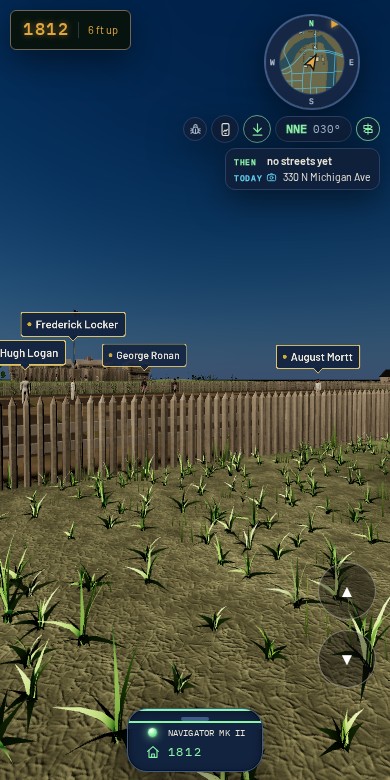 1812
6 ft up
N
W
E
S
NNE 030°
THEN no streets yet
TODAY 330 N Michigan Ave
Frederick Locker
Hugh Logan
George Ronan
August Mortt
NAVIGATOR MK II
1812